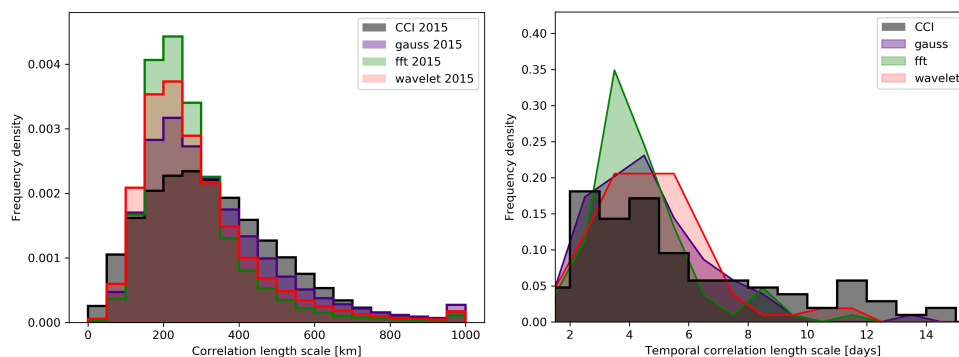 CCI 2015
gauss 2015
fft 2015
wavelet 2015
0.004
0.003
0.002
0.001
0.000
Frequency density
0
200
400
600
800
1000
Correlation length scale [km]
CCI
gauss
fft
wavelet
0.40
0.35
0.30
0.25
0.20
0.15
0.10
0.05
0.00
Frequency density
2
4
6
8
10
12
14
Temporal correlation length scale [days]